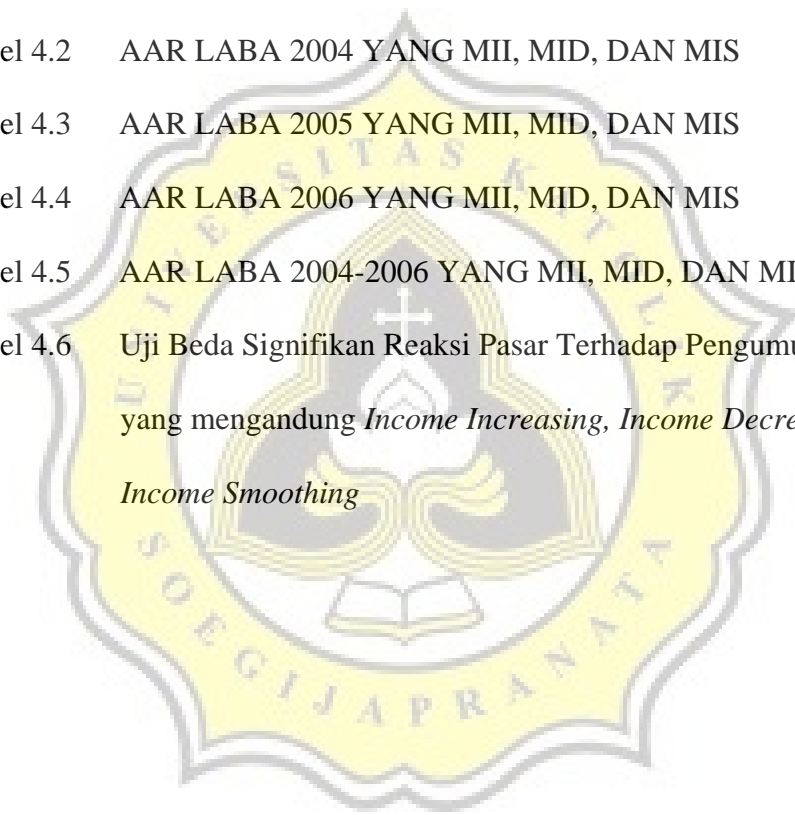 el 4.2 AAR LABA 2004 YANG MII, MID, DAN MIS
el 4.3 AAR LABA 2005 YANG MII, MID, DAN MIS
el 4.4 AAR LABA 2006 YANG MII, MID, DAN MIS
el 4.5 AAR LABA 2004-2006 YANG MII, MID, DAN MI
el 4.6 Uji Beda Signifikan Reaksi Pasar Terhadap Pengumu
yang mengandung Income Increasing, Income Decre
Income Smoothing
UNIVERSITAS KATOLIK
SOEGIJAPRANATA